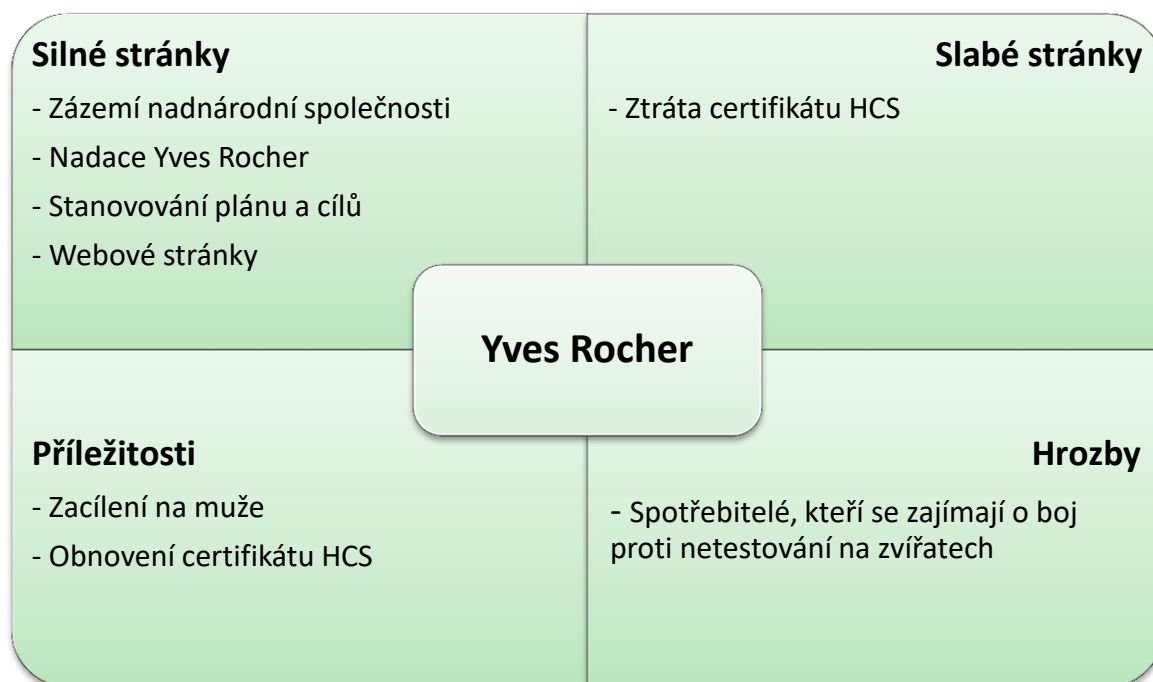 Silné stránky
- Zázemí nadnárodní společnosti
- Nadace Yves Rocher
- Stanovování plánu a cílů
- Webové stránky
Slabé stránky
- Ztráta certifikátu HCS
Yves Rocher
Příležitosti
- Zacílení na muže
- Obnovení certifikátu HCS
Hrozby
- Spotřebitelé, kteří se zajímají o boj
proti netestování na zvířatech